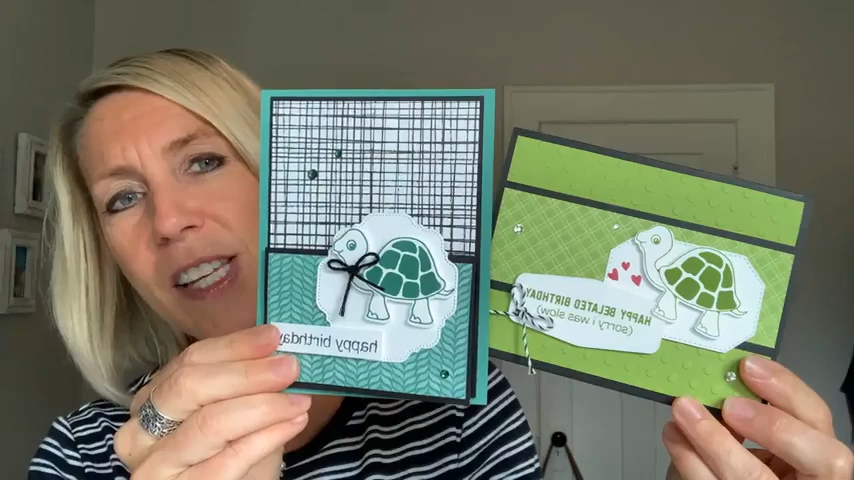 happy birthday
HAPPY BELATED BIRTHDAY
(sorry i was slow)